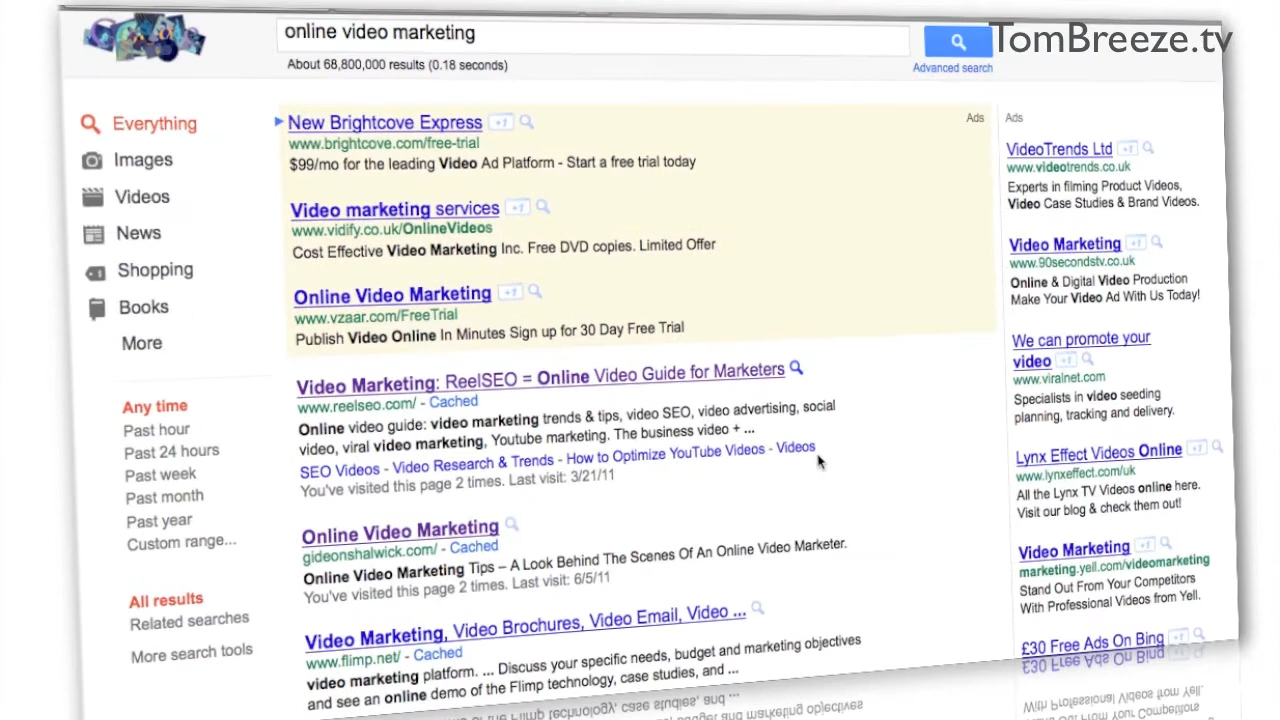 TomBreeze.tv
online video marketing
About 68,800,000 results (0.18 seconds)
Advanced search
Everything
Images
Videos
News
Shopping
Books
More
Any time
Past hour
Past 24 hours
Past week
Past month
Past year
Custom range...
All results
Related searches
More search tools
Ads
New Brightcove Express +1
www.brightcove.com/free-trial
$99/mo for the leading Video Ad Platform - Start a free trial today
Video marketing services +1
www.vidify.co.uk/OnlineVideos
Cost Effective Video Marketing Inc. Free DVD copies. Limited Offer
Online Video Marketing +1
www.vzaar.com/FreeTrial
Publish Video Online In Minutes Sign up for 30 Day Free Trial
Video Marketing: ReelSEO = Online Video Guide for Marketers
www.reelseo.com/ - Cached
Online video guide: video marketing trends & tips, video SEO, video advertising, social
video, viral video marketing, Youtube marketing. The business video + ...
SEO Videos - Video Research & Trends - How to Optimize YouTube Videos - Videos
You've visited this page 2 times. Last visit: 3/21/11
Online Video Marketing
gideonshalwick.com/ - Cached
Online Video Marketing Tips – A Look Behind The Scenes Of An Online Video Marketer.
You've visited this page 2 times. Last visit: 6/5/11
Video Marketing, Video Brochures, Video Email, Video ...
www.flimp.net/ - Cached
video marketing platform. ... Discuss your specific needs, budget and marketing objectives
and see an online demo of the Flimp technology, case studies, and ...
Ads
VideoTrends Ltd +1
www.videotrends.co.uk
Experts in filming Product Videos,
Video Case Studies & Brand Videos.
Video Marketing +1
www.90secondstv.co.uk
Online & Digital Video Production
Make Your Video Ad With Us Today!
We can promote your
video +1
www.viralnet.com
Specialists in video seeding
planning, tracking and delivery.
Lynx Effect Videos Online +1
www.lynxeffect.com/uk
All the Lynx TV Videos online here.
Visit our blog & check them out!
Video Marketing +1
marketing.yell.com/videomarketing
Stand Out From Your Competitors
With Professional Videos from Yell.
£30 Free Ads On Bing +1